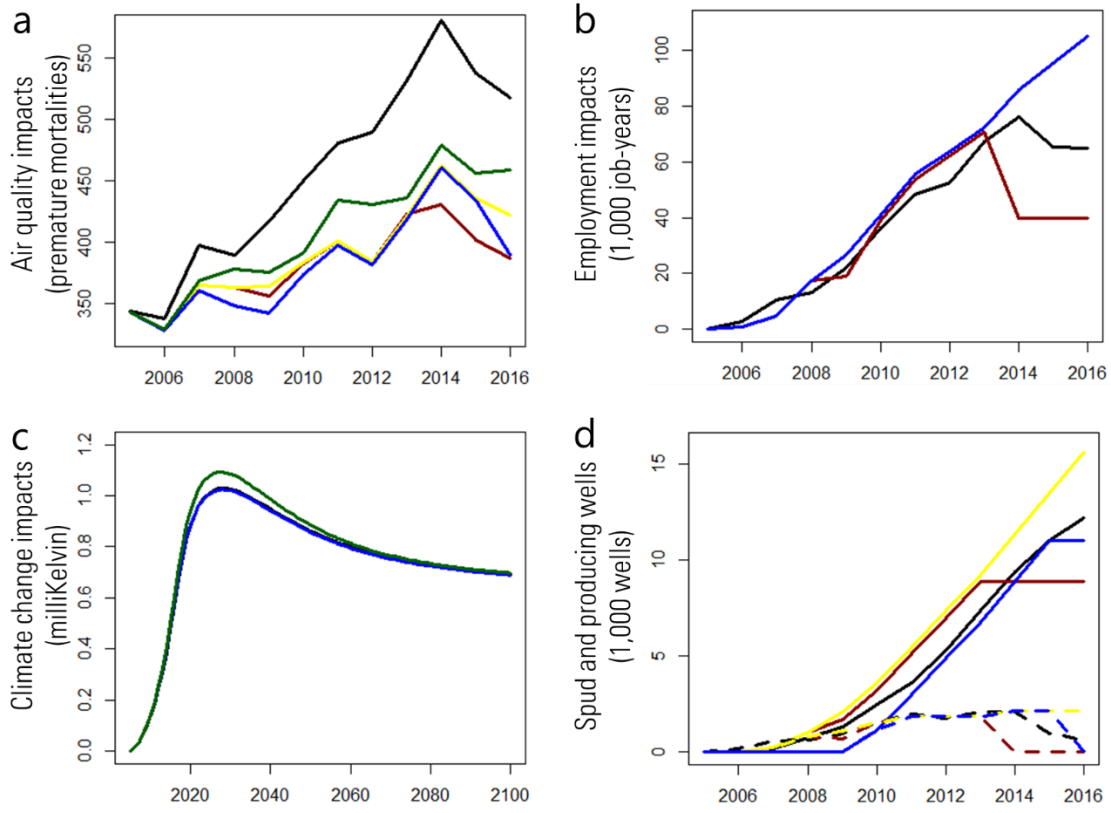 a
Air quality impacts
(premature mortalities)
550
500
450
400
350
2006 2008 2010 2012 2014 2016
b
Employment impacts
(1,000 job-years)
100
80
60
40
20
0
2006 2008 2010 2012 2014 2016
c
Climate change impacts
(milliKelvin)
1.2
1.0
0.8
0.6
0.4
0.2
0.0
2020 2040 2060 2080 2100
d
Spud and producing wells
(1,000 wells)
15
10
5
0
2006 2008 2010 2012 2014 2016